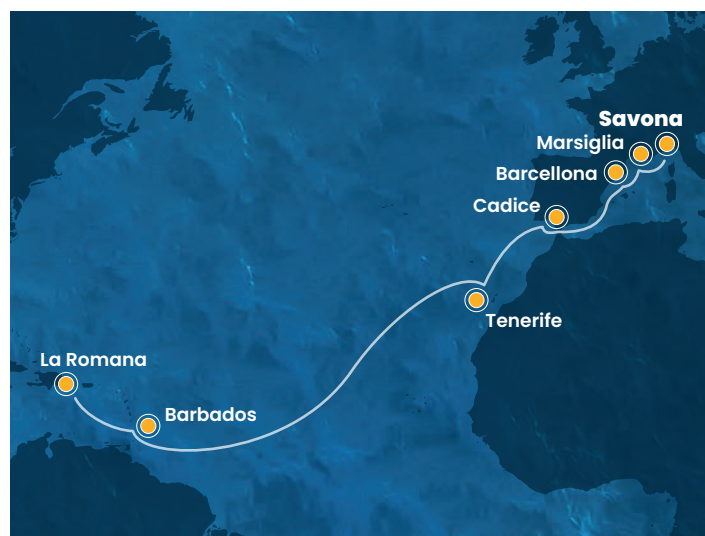 Savona
Marsiglia
Barcellona
Cadice
Tenerife
La Romana
Barbados